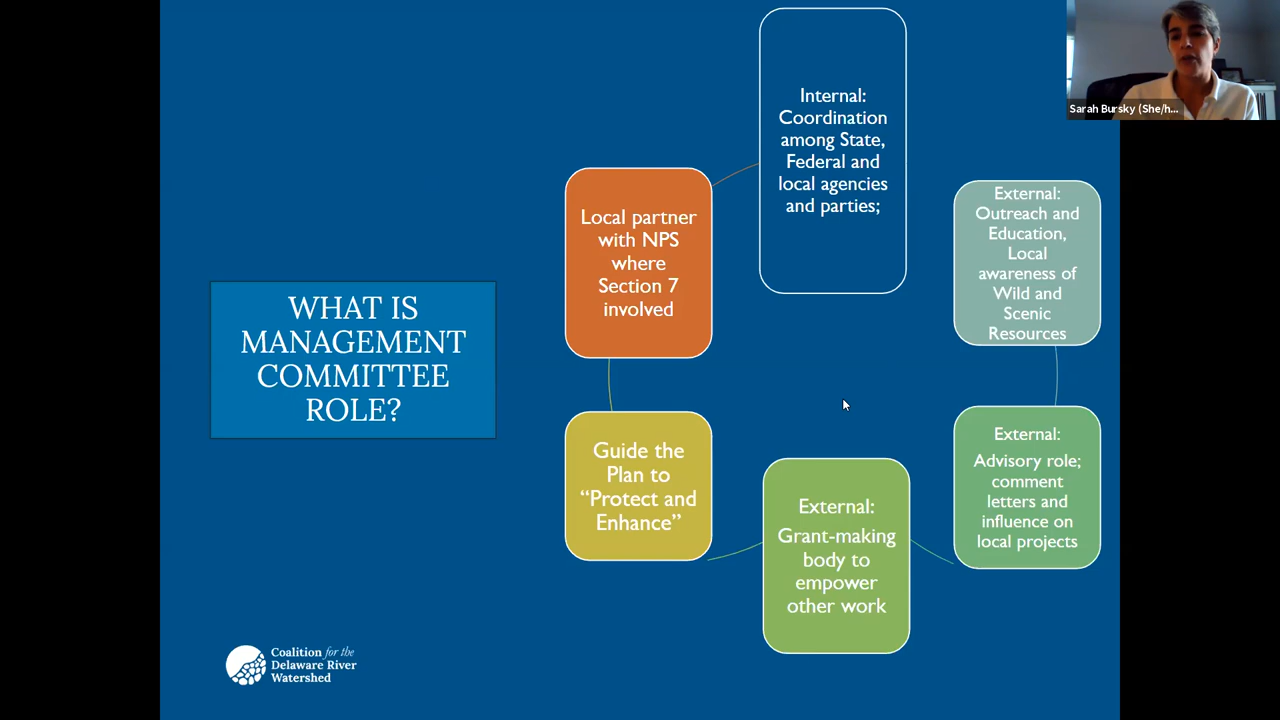 WHAT IS
MANAGEMENT
COMMITTEE
ROLE?
Internal:
Coordination
among State,
Federal and
local agencies
and parties;
External:
Outreach and
Education,
Local
awareness of
Wild and
Scenic
Resources
External:
Advisory role;
comment
letters and
influence on
local projects
External:
Grant-making
body to
empower
other work
Guide the
Plan to
“Protect and
Enhance”
Local partner
with NPS
where
Section 7
involved
Coalition for the
Delaware River
Watershed
Sarah Bursky (She/h...